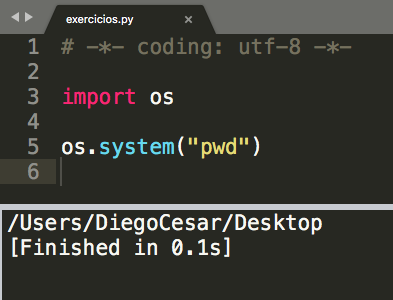 exercicios.py
1 # -*- coding: utf-8 -*-
2
3 import os
4
5 os.system("pwd")
6
/Users/DiegoCesar/Desktop
[Finished in 0.1s]